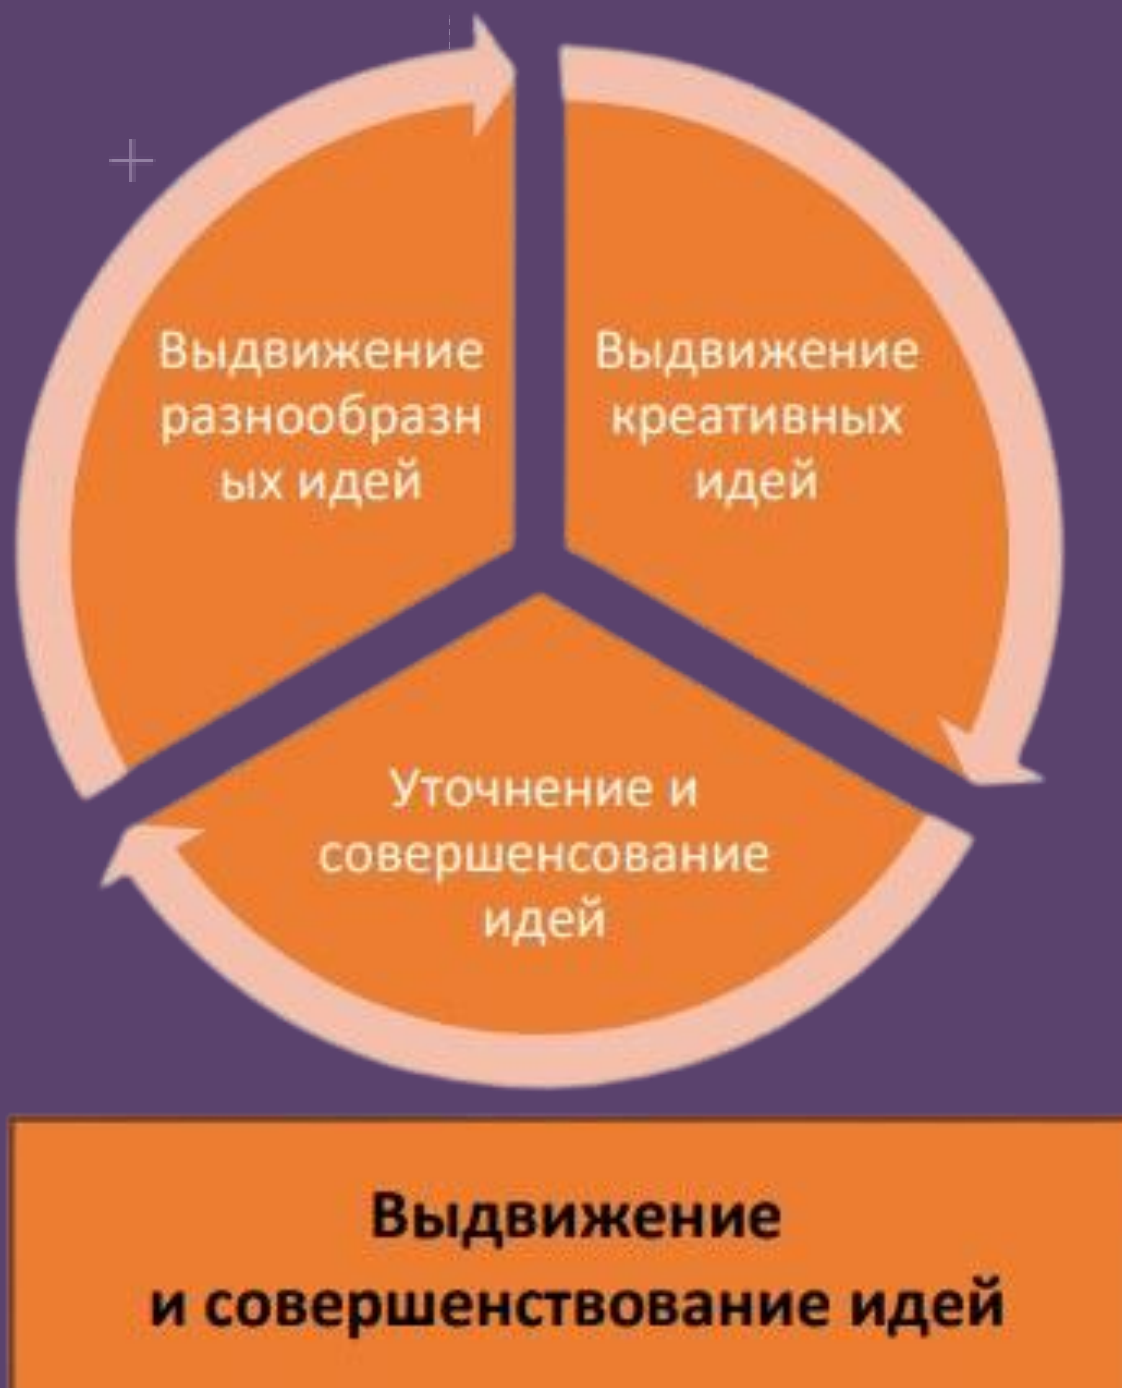 Выдвижение
разнообразн
ых идей
Выдвижение
креативных
идей
Уточнение и
совершенсование
идей
Выдвижение
и совершенствование идей